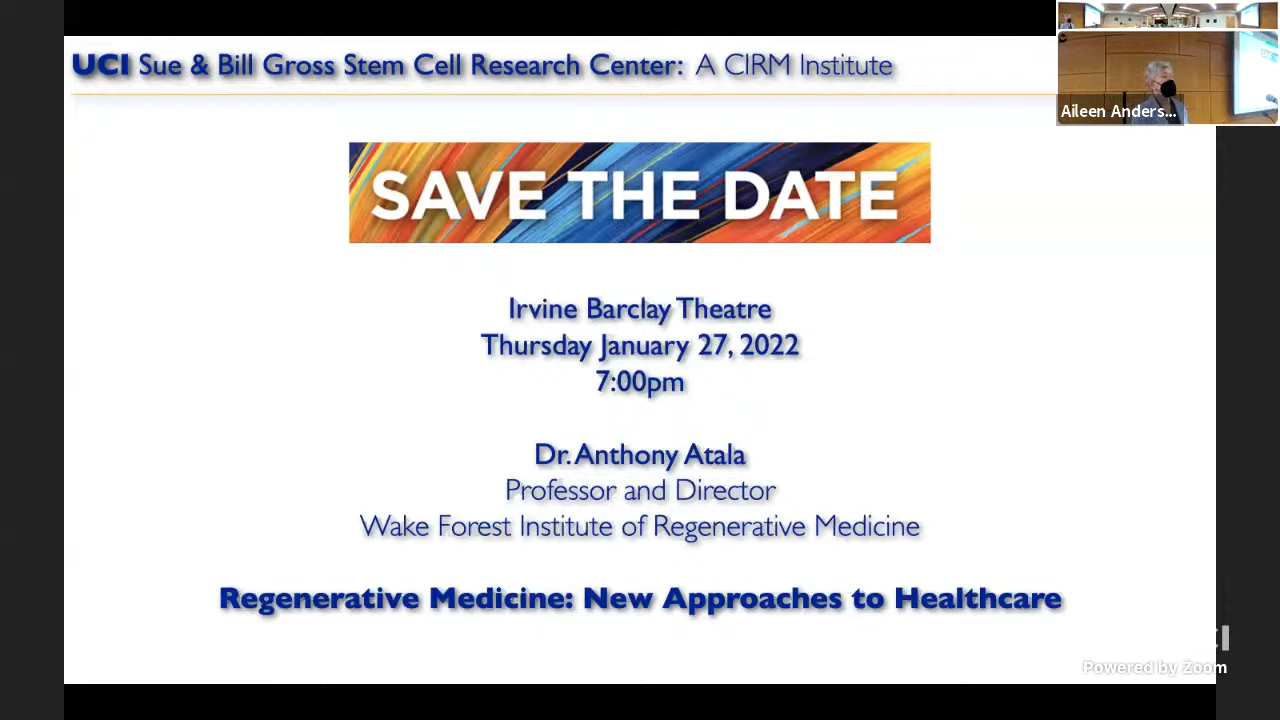 UCI Sue & Bill Gross Stem Cell Research Center: A CIRM Institute
Aileen Anders...
SAVE THE DATE
Irvine Barclay Theatre
Thursday January 27, 2022
7:00pm
Dr. Anthony Atala
Professor and Director
Wake Forest Institute of Regenerative Medicine
Regenerative Medicine: New Approaches to Healthcare
Powered by Zoom